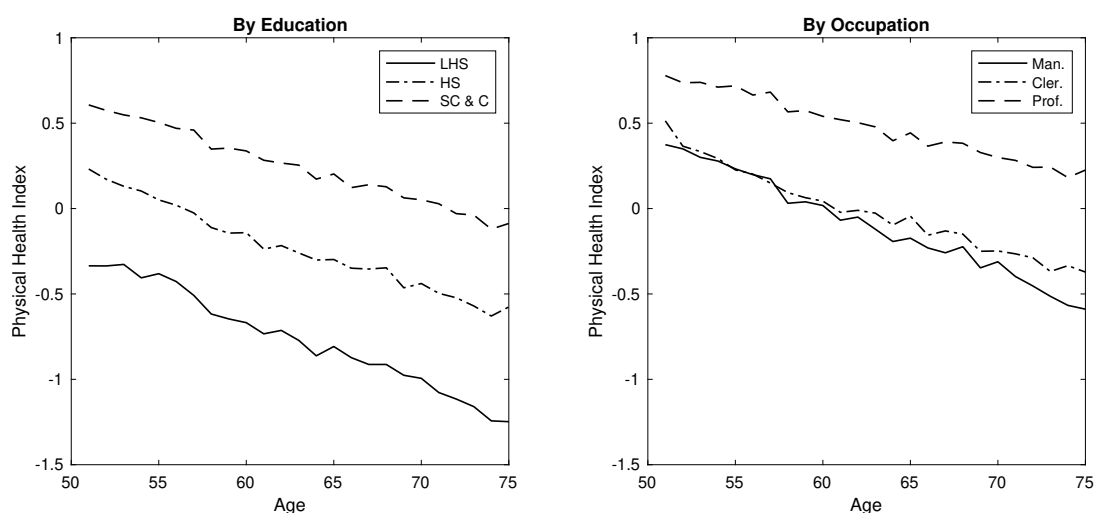 By Education
1
0.5
0
-0.5
-1
-1.5
50
55
60
65
70
75
Physical Health Index
Age
LHS
HS
SC & C
By Occupation
1
0.5
0
-0.5
-1
-1.5
50
55
60
65
70
75
Physical Health Index
Age
Man.
Cler.
Prof.